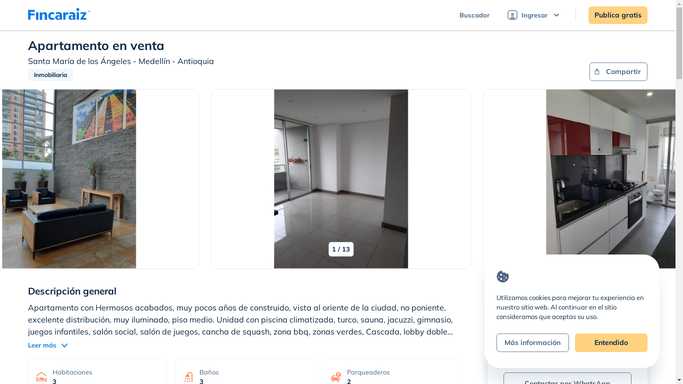 Fincaraiz
Buscador
Ingresar
Publica gratis
Apartamento en venta
Santa María de los Ángeles - Medellín - Antioquia
Inmobiliaria
Compartir
1 / 13
Descripción general
Apartamento con Hermosos acabados, muy pocos años de construido, vista al oriente de la ciudad, no poniente,
excelente distribución, muy iluminado, piso medio. Unidad con piscina climatizada, turco, sauna, jacuzzi, gimnasio,
juegos infantiles, salón social, salón de juegos, cancha de squash, zona bbq, zonas verdes, Cascada, lobby doble...
Leer más
Habitaciones
3
Baños
3
Parqueaderos
2
Utilizamos cookies para mejorar tu experiencia en
nuestro sitio web. Al continuar en el sitio
consideramos que aceptas su uso.
Más información
Entendido
Contactar por WhatsApp